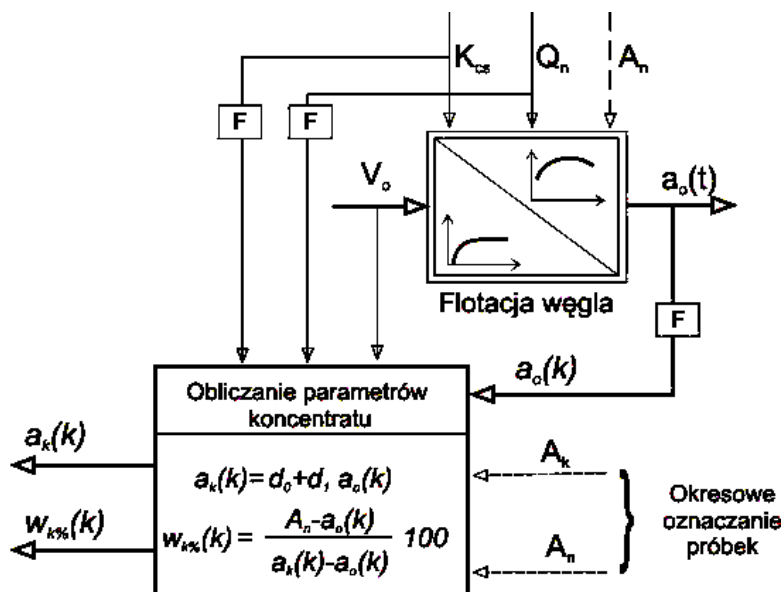 K_cs Q_n A_n
F F
V_o a_o(t)
Flotacja węgla
F
a_o(k)
Obliczanie parametrów
koncentratu
a_k(k)
a_k(k)=d_0+d_1 a_o(k)
A_k
Okresowe
oznaczanie
próbek
w_k%(k)
w_k%(k) = A_n-a_o(k) / a_k(k)-a_o(k) 100
A_n